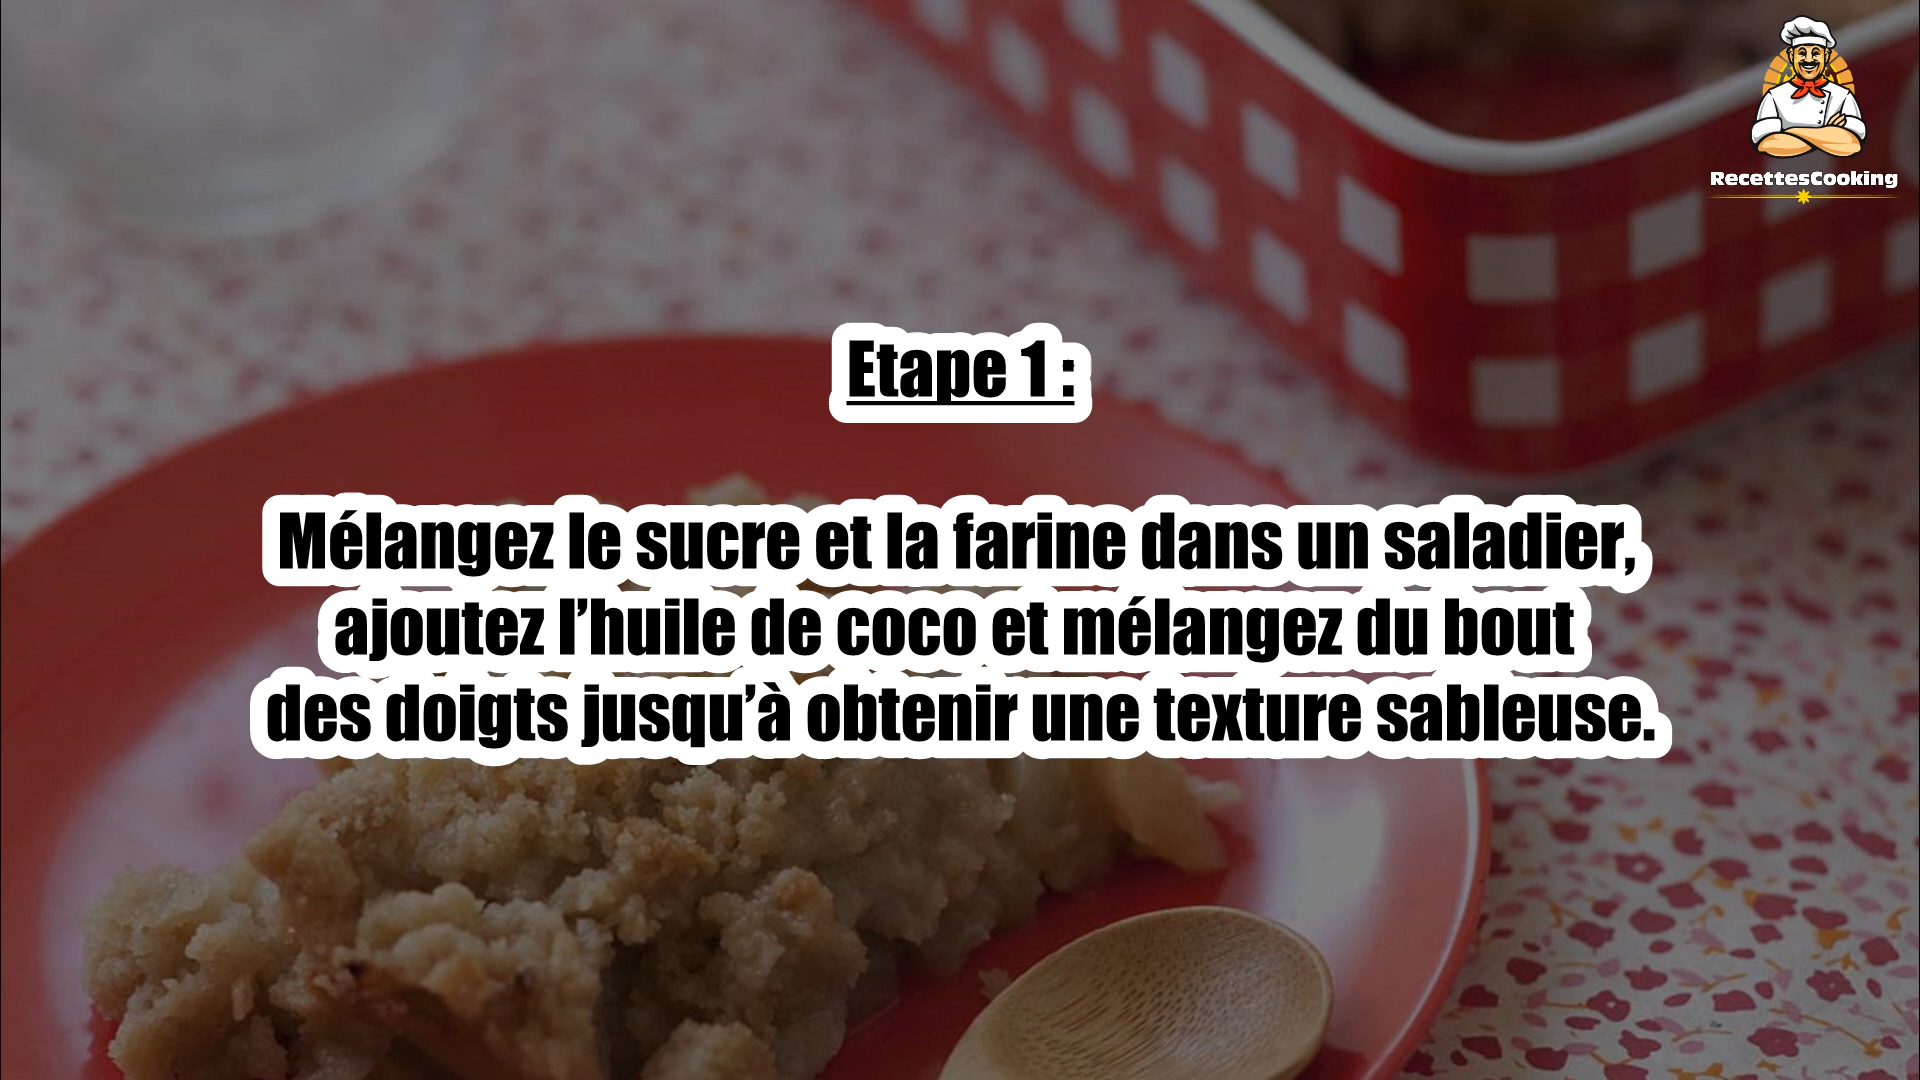 RecettesCooking
Etape 1 :
Mélangez le sucre et la farine dans un saladier,
ajoutez l’huile de coco et mélangez du bout
des doigts jusqu’à obtenir une texture sableuse.